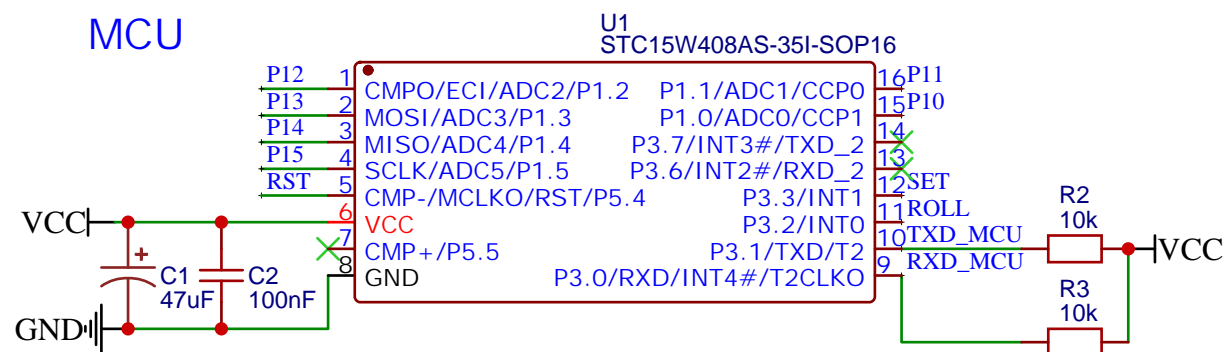 MCU
U1
STC15W408AS-35I-SOP16
P12 1 CMPO/ECI/ADC2/P1.2 P1.1/ADC1/CCP0 16 P11
P13 2 MOSI/ADC3/P1.3 P1.0/ADC0/CCP1 15 P10
P14 3 MISO/ADC4/P1.4 P3.7/INT3#/TXD_2 14
P15 4 SCLK/ADC5/P1.5 P3.6/INT2#/RXD_2 13
RST 5 CMP-/MCLKO/RST/P5.4 P3.3/INT1 12 SET
VCC 6 VCC P3.2/INT0 11 ROLL
7 CMP+/P5.5 P3.1/TXD/T2 10 TXD_MCU
8 GND P3.0/RXD/INT4#/T2CLKO 9 RXD_MCU
R2
10k
VCC
R3
10k
+
C1
47uF
C2
100nF
GND